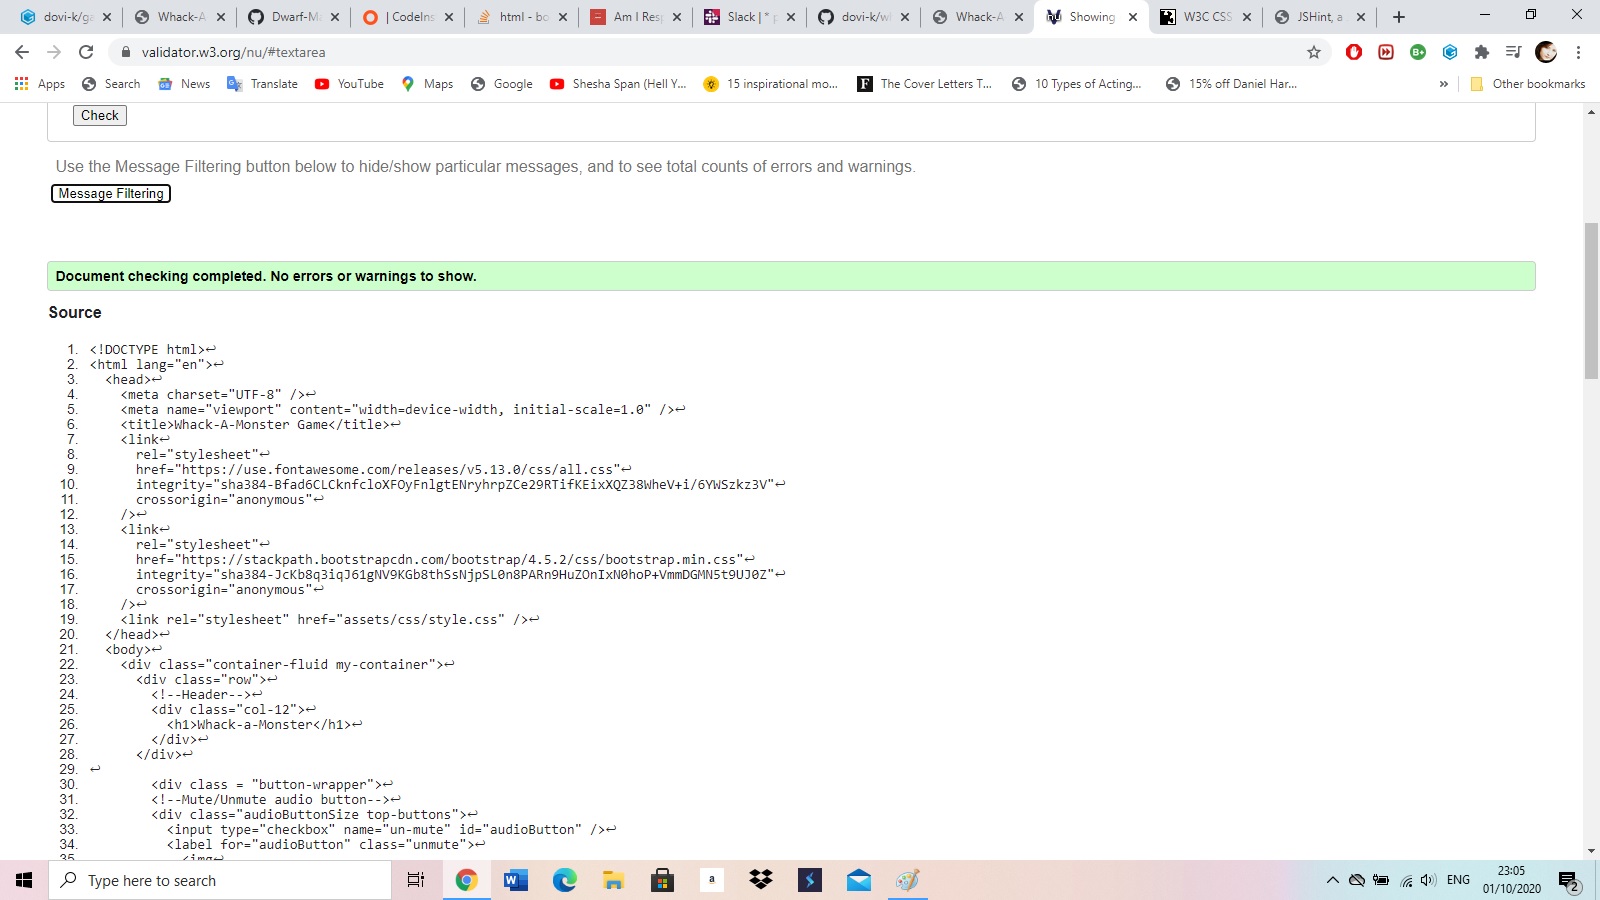 dovi-k/ga
Whack-A
Dwarf-M
| CodeIns
html - bo
Am I Res
Slack | * p
dovi-k/wh
Whack-A
Showing
W3C CSS
JSHint, a
validator.w3.org/nu/#textarea
Apps Search News Translate YouTube Maps Google Shesha Span (Hell Y... 15 inspirational mo... The Cover Letters T... 10 Types of Acting... 15% off Daniel Har... » Other bookmarks
Check
Use the Message Filtering button below to hide/show particular messages, and to see total counts of errors and warnings.
Message Filtering
Document checking completed. No errors or warnings to show.
Source
1. <!DOCTYPE html>↩
2. <html lang="en">↩
3. <head>↩
4. <meta charset="UTF-8" />↩
5. <meta name="viewport" content="width=device-width, initial-scale=1.0" />↩
6. <title>Whack-A-Monster Game</title>↩
7. <link↩
8. rel="stylesheet"↩
9. href="https://use.fontawesome.com/releases/v5.13.0/css/all.css"↩
10. integrity="sha384-Bfad6CLCknfcloXFOyFnlgtENryhrpZCe29RTifKEixXQZ38WheV+i/6YWSzkz3V"↩
11. crossorigin="anonymous"↩
12. />↩
13. <link↩
14. rel="stylesheet"↩
15. href="https://stackpath.bootstrapcdn.com/bootstrap/4.5.2/css/bootstrap.min.css"↩
16. integrity="sha384-JcKb8q3iqJ61gNV9KGb8thSsNjpSL0n8PARn9HuZOnIxN0hoP+VmmDGMN5t9UJ0Z"↩
17. crossorigin="anonymous"↩
18. />↩
19. <link rel="stylesheet" href="assets/css/style.css" />↩
20. </head>↩
21. <body>↩
22. <div class="container-fluid my-container">↩
23. <div class="row">↩
24. <!--Header-->↩
25. <div class="col-12">↩
26. <h1>Whack-a-Monster</h1>↩
27. </div>↩
28. </div>↩
29. ↩
30. <div class = "button-wrapper">↩
31. <!--Mute/Unmute audio button-->↩
32. <div class="audioButtonSize top-buttons">↩
33. <input type="checkbox" name="un-mute" id="audioButton" />↩
34. <label for="audioButton" class="unmute">↩
35. <img↩
Type here to search
ENG
23:05
01/10/2020
2